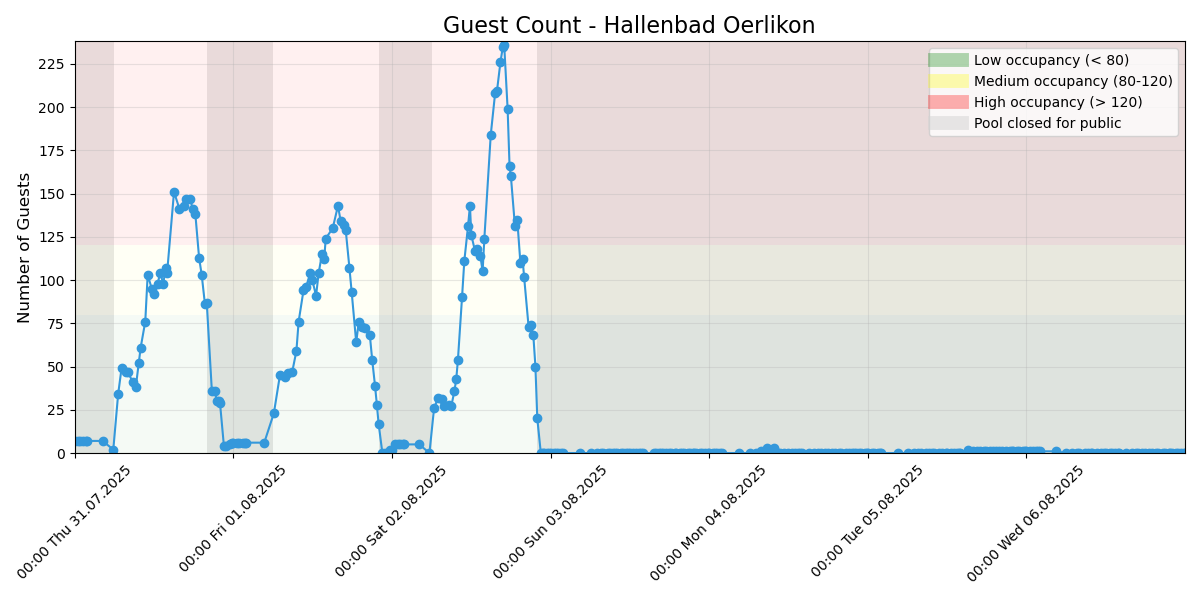 Guest Count - Hallenbad Oerlikon
Number of Guests
225
200
175
150
125
100
75
50
25
0
Low occupancy (< 80)
Medium occupancy (80-120)
High occupancy (> 120)
Pool closed for public
00:00 Thu 31.07.2025
00:00 Fri 01.08.2025
00:00 Sat 02.08.2025
00:00 Sun 03.08.2025
00:00 Mon 04.08.2025
00:00 Tue 05.08.2025
00:00 Wed 06.08.2025